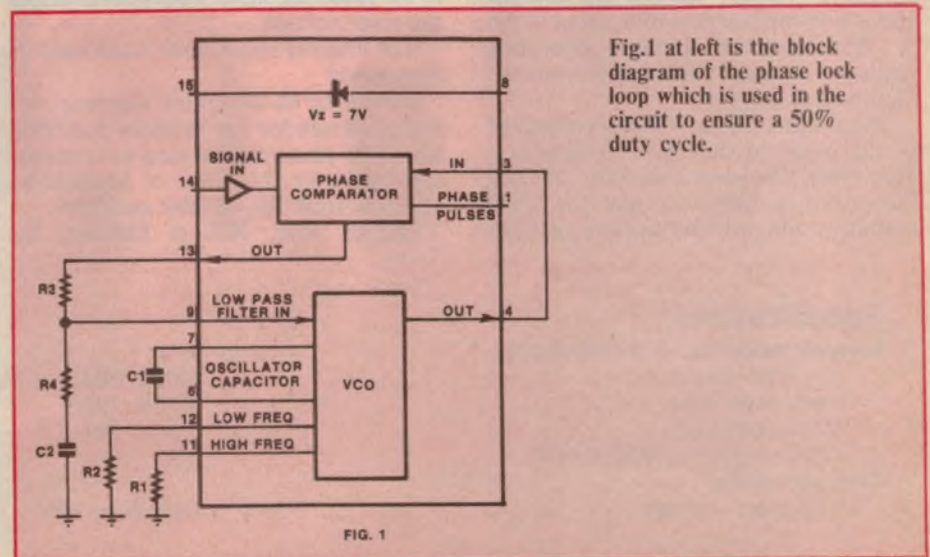 Fig.1 at left is the block
diagram of the phase lock
loop which is used in the
circuit to ensure a 50%
duty cycle.
15
8
Vz = 7V
SIGNAL
IN
14
PHASE
COMPARATOR
IN
3
PHASE
1
PULSES
13
OUT
R3
LOW PASS
9
FILTER IN
OUT
4
7
C1
OSCILLATOR
CAPACITOR
VCO
6
R4
12
LOW FREQ
11
HIGH FREQ
C2
R2
R1
FIG. 1